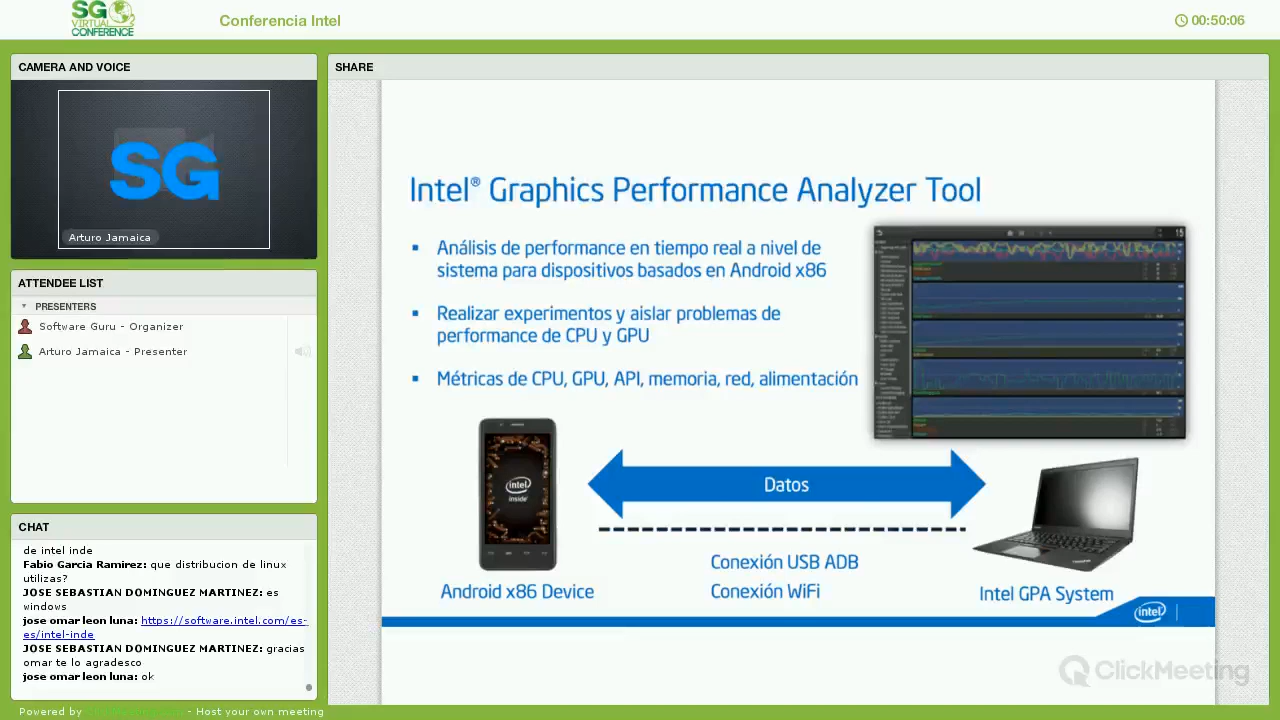 SG
VIRTUAL
CONFERENCE
Conferencia Intel
00:50:06
CAMERA AND VOICE
SG
Arturo Jamaica
ATTENDEE LIST
PRESENTERS
Software Guru - Organizer
Arturo Jamaica - Presenter
CHAT
de intel inde
Fabio Garcia Ramirez: que distribucion de linux
utilizas?
JOSE SEBASTIAN DOMINGUEZ MARTINEZ: es
windows
jose omar leon luna: https://software.intel.com/es-
es/intel-inde
JOSE SEBASTIAN DOMINGUEZ MARTINEZ: gracias
omar te lo agradesco
jose omar leon luna: ok
Powered by
- Host your own meeting
SHARE
Intel® Graphics Performance Analyzer Tool
▪ Análisis de performance en tiempo real a nivel de
sistema para dispositivos basados en Android x86
▪ Realizar experimentos y aislar problemas de
performance de CPU y GPU
▪ Métricas de CPU, GPU, API, memoria, red, alimentación
15
intel
inside
Datos
Conexión USB ADB
Conexión WiFi
Android x86 Device
Intel GPA System
intel
ClickMeeting